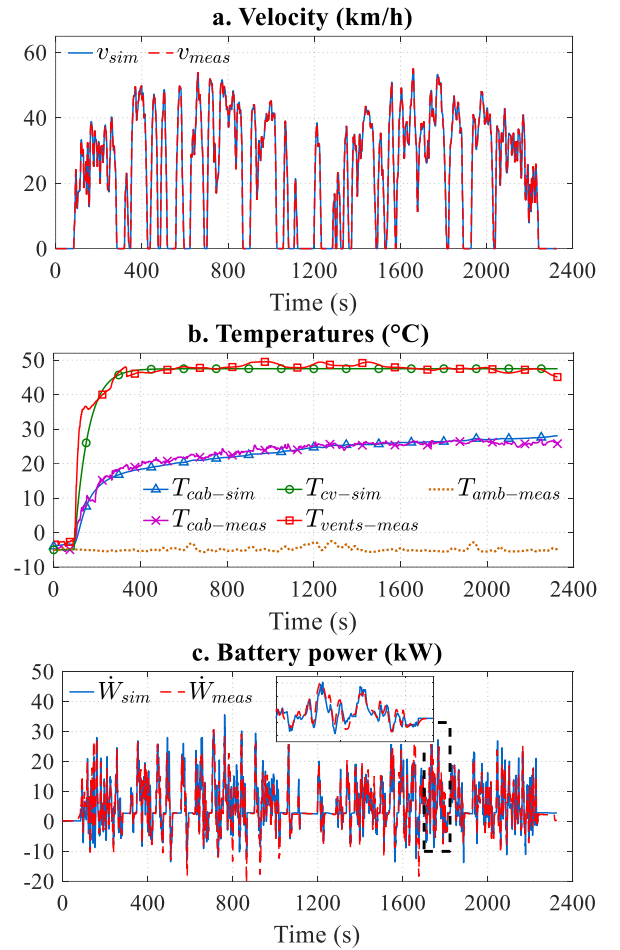 a. Velocity (km/h)
v_sim v_meas
60
40
20
0
0 400 800 1200 1600 2000 2400
Time (s)
b. Temperatures (°C)
50
40
30
20
10
0
-10
T_cab−sim T_cv−sim T_amb−meas
T_cab−meas T_vents−meas
0 400 800 1200 1600 2000 2400
Time (s)
c. Battery power (kW)
50
40
30
20
10
0
-10
-20
Ẇ_sim Ẇ_meas
0 400 800 1200 1600 2000 2400
Time (s)